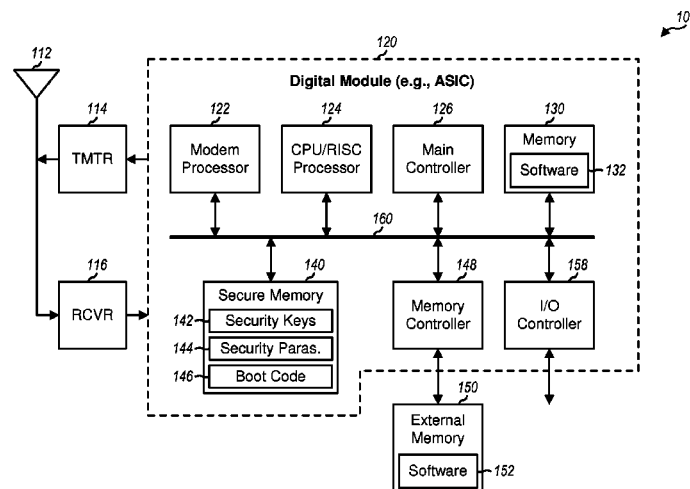 10
112
120
Digital Module (e.g., ASIC)
114
122
124
126
130
TMTR
Modem
Processor
CPU/RISC
Processor
Main
Controller
Memory
Software
132
160
116
140
148
158
RCVR
Secure Memory
142
Security Keys
144
Security Paras.
146
Boot Code
Memory
Controller
I/O
Controller
150
External
Memory
Software
152